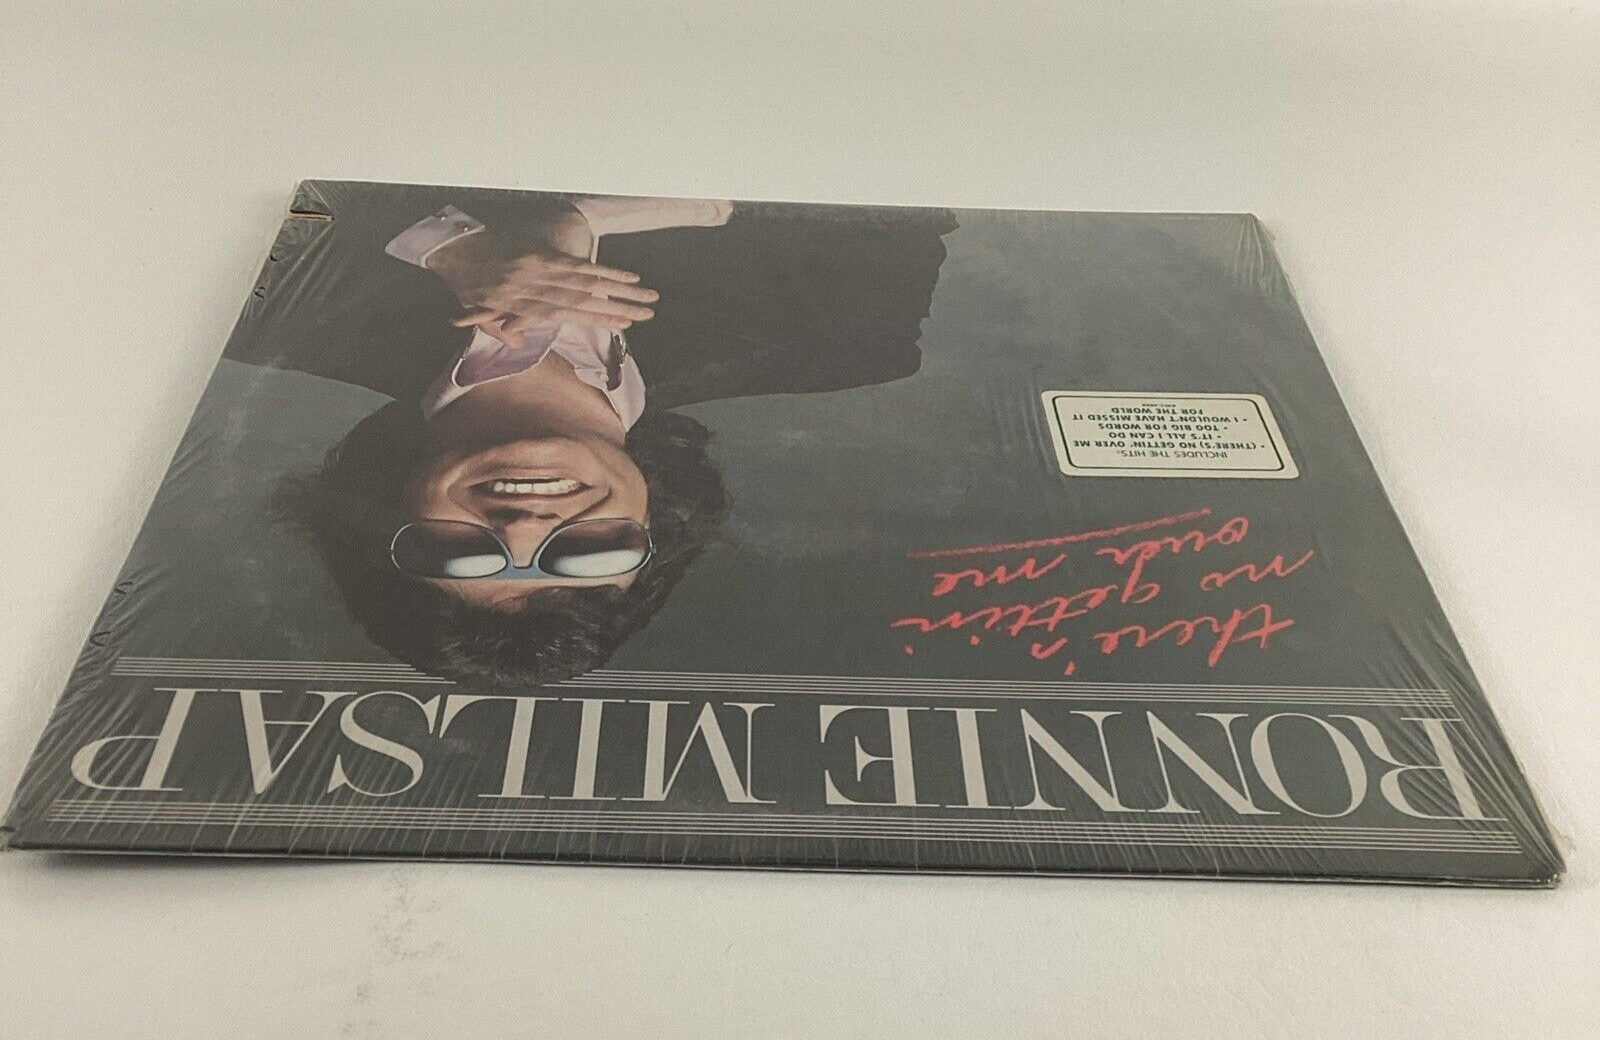 RONNIE MILSAP
there's
no gettin'
over me
INCLUDES THE HITS:
• (THERE'S) NO GETTIN' OVER ME
• IT'S ALL I CAN DO
• TOO BIG FOR WORDS
• I WOULDN'T HAVE MISSED IT
FOR THE WORLD